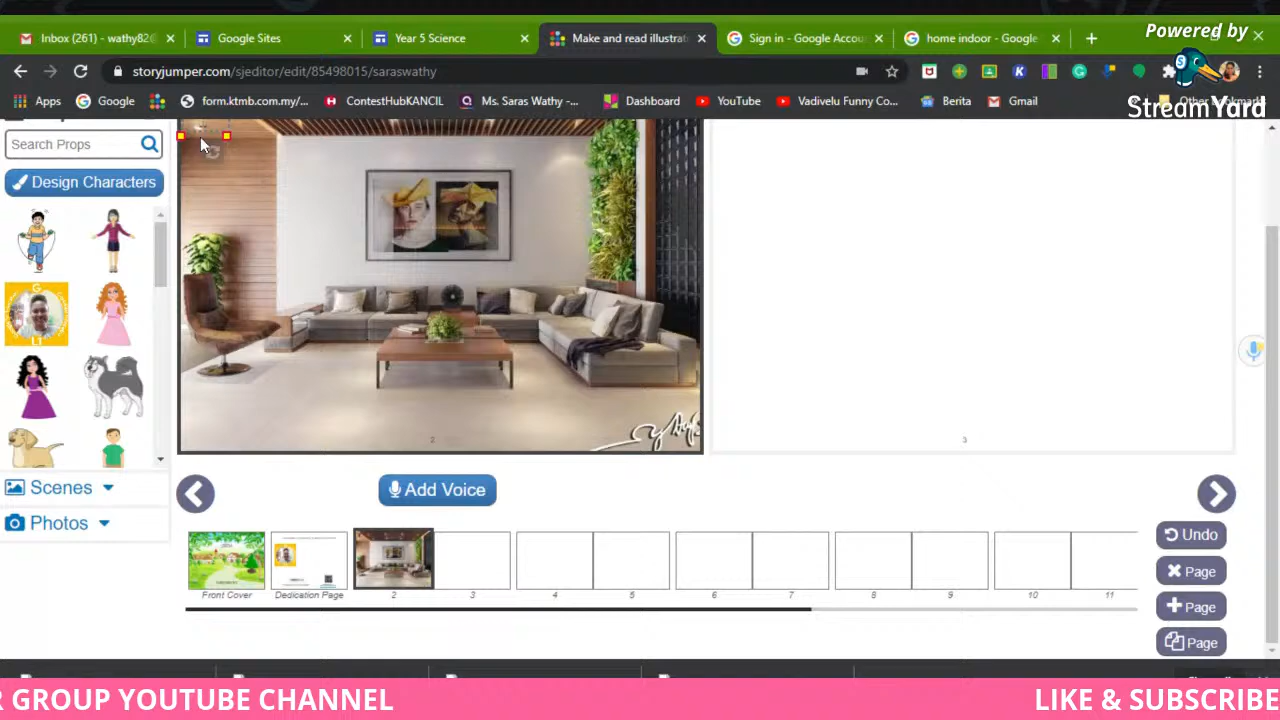 Powered by
StreamYard
Inbox (261) - wathy82
Google Sites
Year 5 Science
Make and read illustrat
Sign in - Google Accou
home indoor - Google
storyjumper.com/sjeditor/edit/85498015/saraswathy
Apps
Google
form.ktmb.com.my/...
ContestHubKANCIL
Ms. Saras Wathy -...
Dashboard
YouTube
Vadivelu Funny Co...
Berita
Gmail
Other bookmarks
Search Props
Design Characters
Scenes
Photos
2
3
Add Voice
Front Cover
Dedication Page
2
3
4
5
6
7
8
9
10
11
Undo
Page
Page
Page
R GROUP YOUTUBE CHANNEL
LIKE & SUBSCRIBE